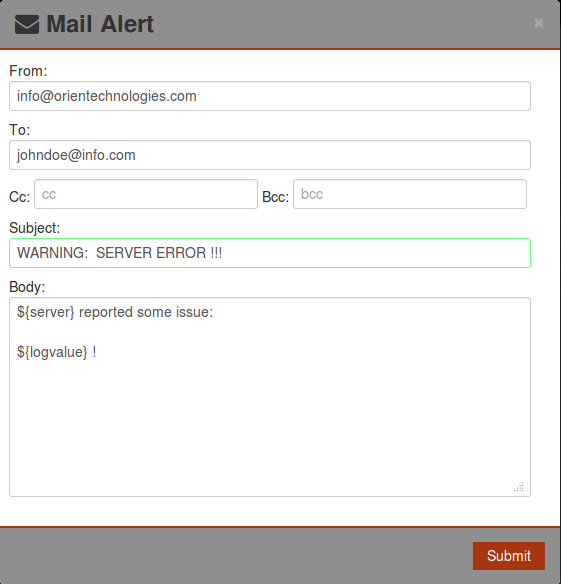 Mail Alert ×
From:
info@orientechnologies.com
To:
johndoe@info.com
Cc: cc Bcc: bcc
Subject:
WARNING:  SERVER ERROR !!!
Body:
${server} reported some issue:
${logvalue} !
Submit